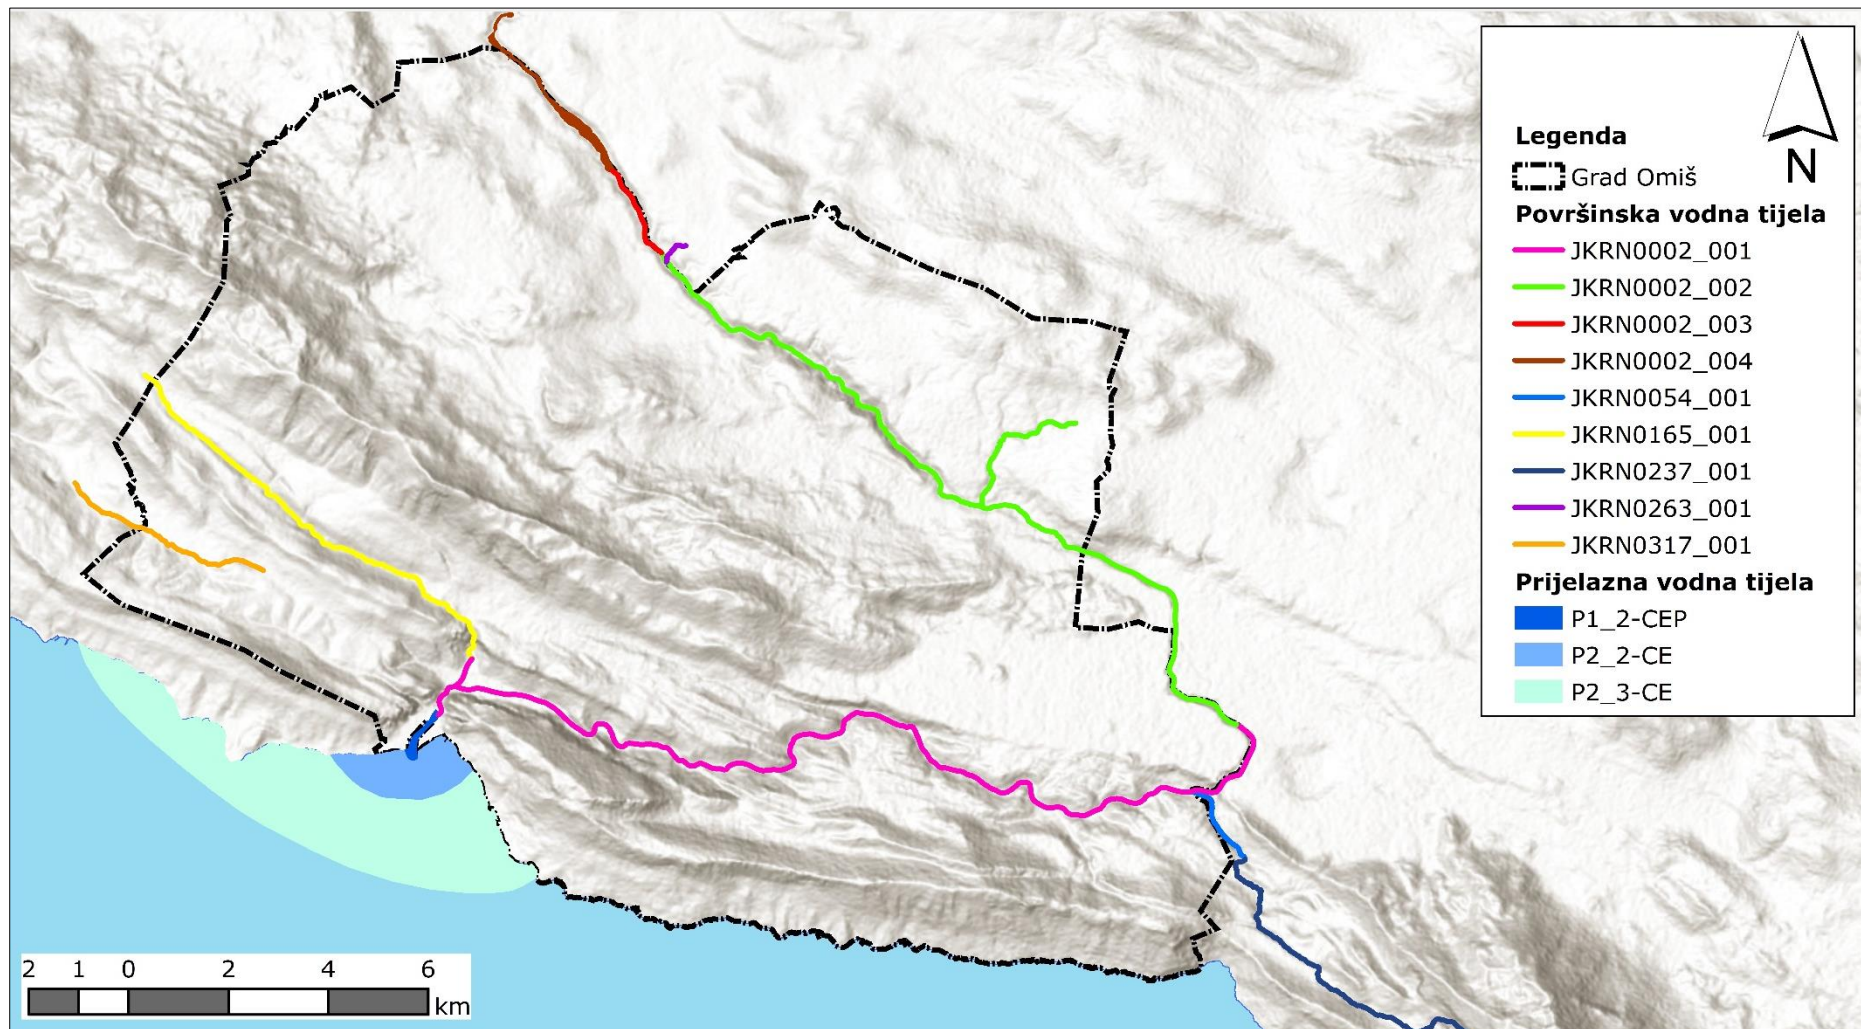 N
Legenda
Grad Omiš
Površinska vodna tijela
JKRN0002_001
JKRN0002_002
JKRN0002_003
JKRN0002_004
JKRN0054_001
JKRN0165_001
JKRN0237_001
JKRN0263_001
JKRN0317_001
Prijelazna vodna tijela
P1_2-CEP
P2_2-CE
P2_3-CE
2 1 0 2 4 6
km